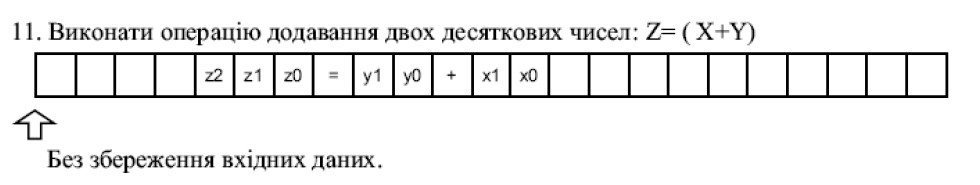 11. Виконати операцію додавання двох десяткових чисел: Z= ( X+Y)
z2 z1 z0 = y1 y0 + x1 x0
Без збереження вхідних даних.